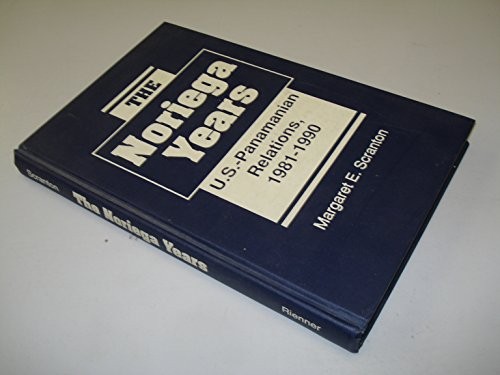 THE
Noriega
Years
U.S.-Panamanian
Relations,
1981-1990
Margaret E. Scranton
Scranton
The Noriega Years
Rienner